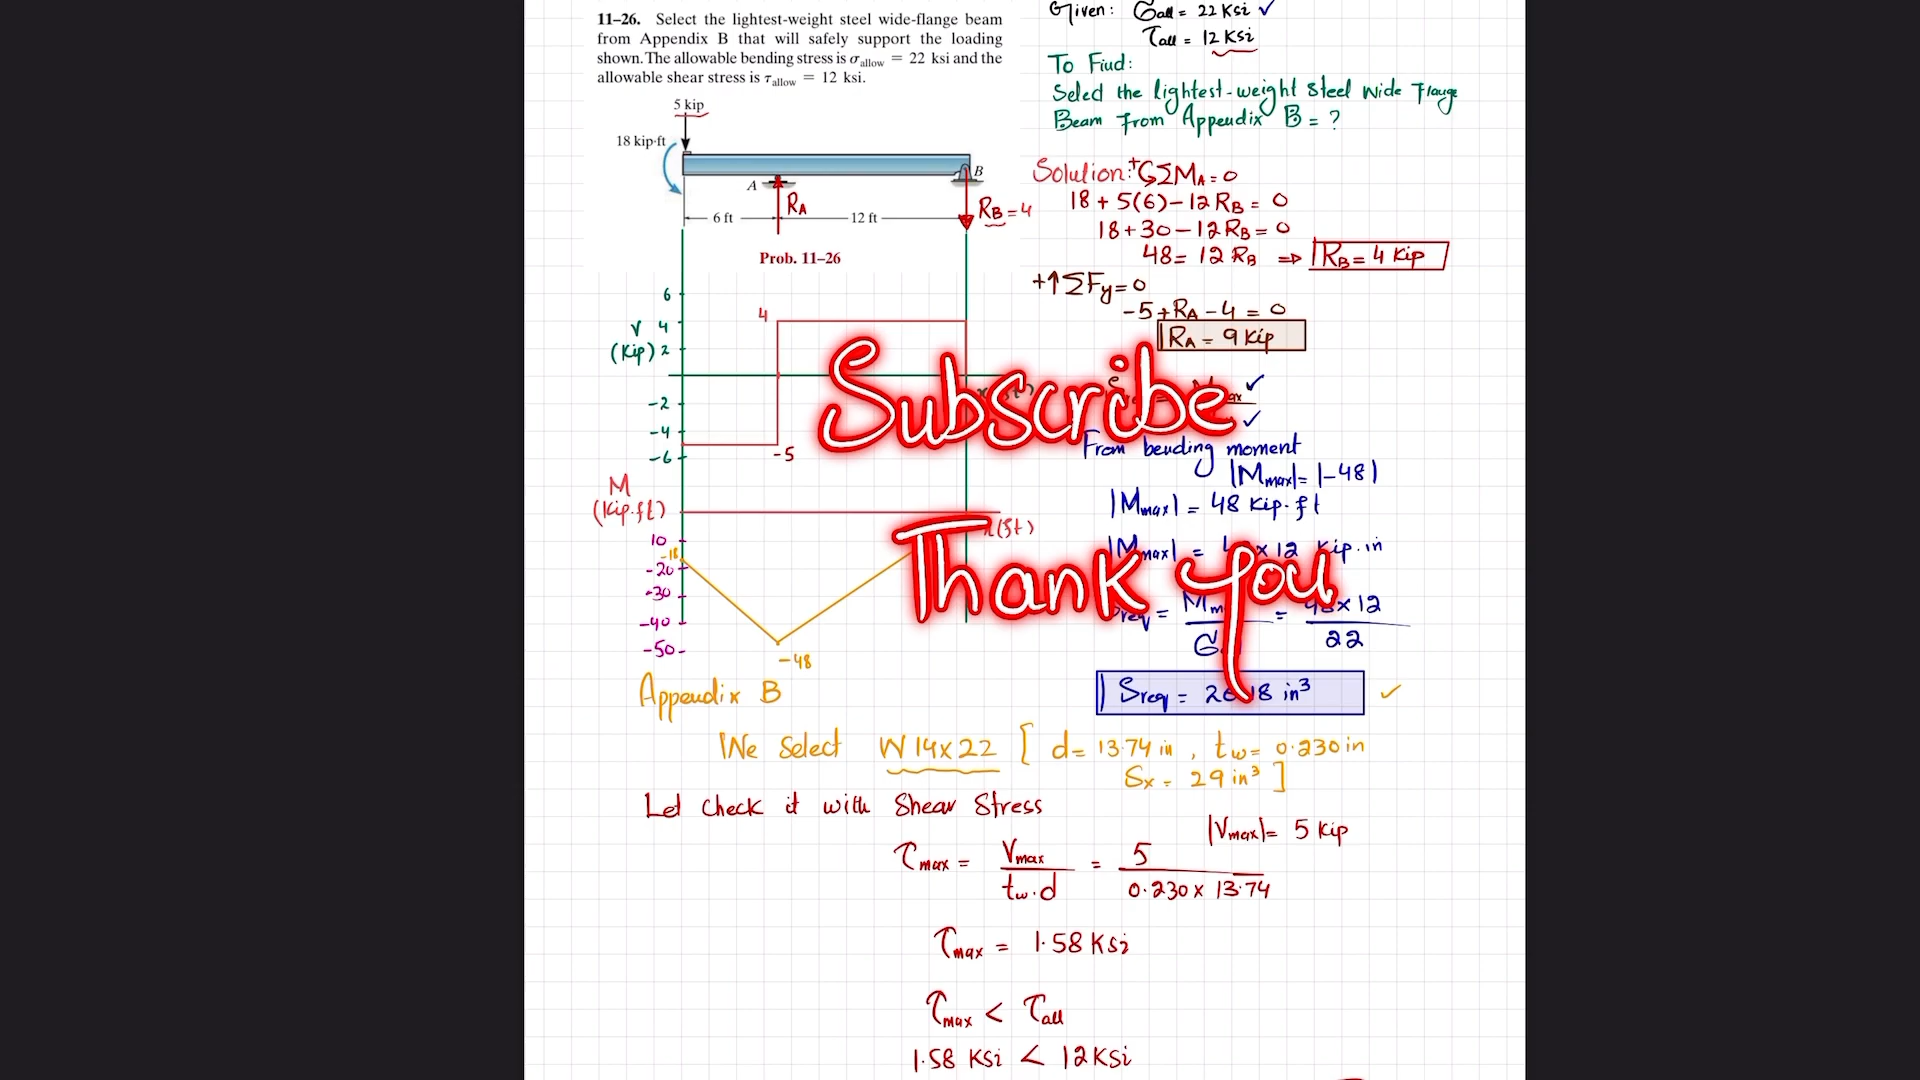 11–26. Select the lightest-weight steel wide-flange beam
from Appendix B that will safely support the loading
shown. The allowable bending stress is σallow = 22 ksi and the
allowable shear stress is τallow = 12 ksi.
5 kip
18 kip·ft
A
B
RA
RB = 4
6 ft
12 ft
Prob. 11–26
Given: σall = 22 Ksi ✓
τall = 12 Ksi
To Find:
Select the lightest-weight steel wide Flange
Beam from Appendix B = ?
Solution: +↺ΣMA = 0
18 + 5(6) - 12 RB = 0
18 + 30 - 12 RB = 0
48 = 12 RB ⇒ RB = 4 Kip
+↑ΣFy = 0
-5 + RA - 4 = 0
RA = 9 Kip
V
(Kip)
6
4
2
-2
-4
-6
4
-5
Subscribe
From bending moment
|Mmax| = |-48|
|Mmax| = 48 Kip.ft
M
(Kip.ft)
(ft)
10
-18
-20
-30
-40
-50
-48
Thank you
|Mmax| = x 12 Kip.in
= = 48x12
22
Sreq = 26.18 in³ ✓
Appendix B
We Select W14x22 [ d = 13.74 in , tw = 0.230 in
Sx = 29 in³ ]
Let check it with Shear Stress
|Vmax| = 5 Kip
τmax = Vmax / tw.d = 5 / 0.230 x 13.74
τmax = 1.58 Ksi
τmax < τall
1.58 Ksi < 12 Ksi